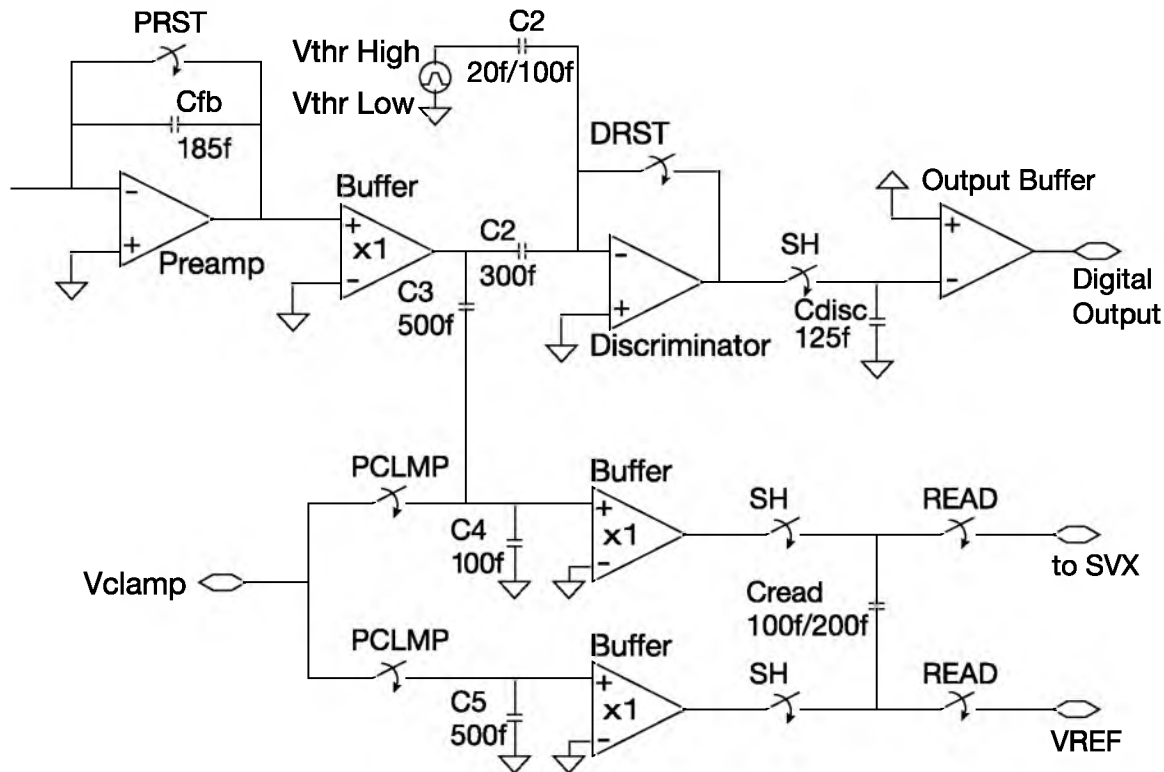 PRST
Cfb
185f
-
+
Preamp
Vthr High
Vthr Low
C2
20f/100f
Buffer
+
x1
-
C2
300f
C3
500f
DRST
-
+
Discriminator
SH
Cdisc
125f
Output Buffer
+
-
Digital
Output
PCLMP
C4
100f
Buffer
+
x1
-
SH
READ
to SVX
Vclamp
Cread
100f/200f
PCLMP
C5
500f
Buffer
+
x1
-
SH
READ
VREF